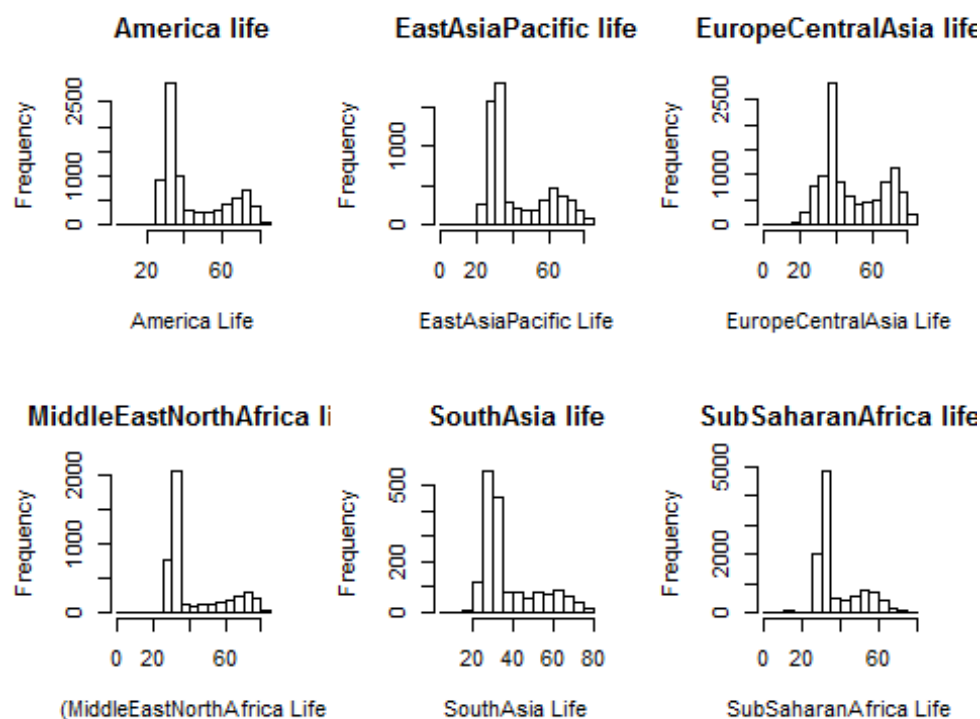 America life
EastAsiaPacific life
EuropeCentralAsia life
Frequency
0 1000 2500
20 60
America Life
Frequency
0 1000
0 20 60
EastAsiaPacific Life
Frequency
0 1000 2500
0 20 60
EuropeCentralAsia Life
MiddleEastNorthAfrica li
SouthAsia life
SubSaharanAfrica life
Frequency
0 1000 2000
0 20 60
(MiddleEastNorthAfrica Life
Frequency
0 200 500
20 40 60 80
SouthAsia Life
Frequency
0 2000 5000
0 20 60
SubSaharanAfrica Life